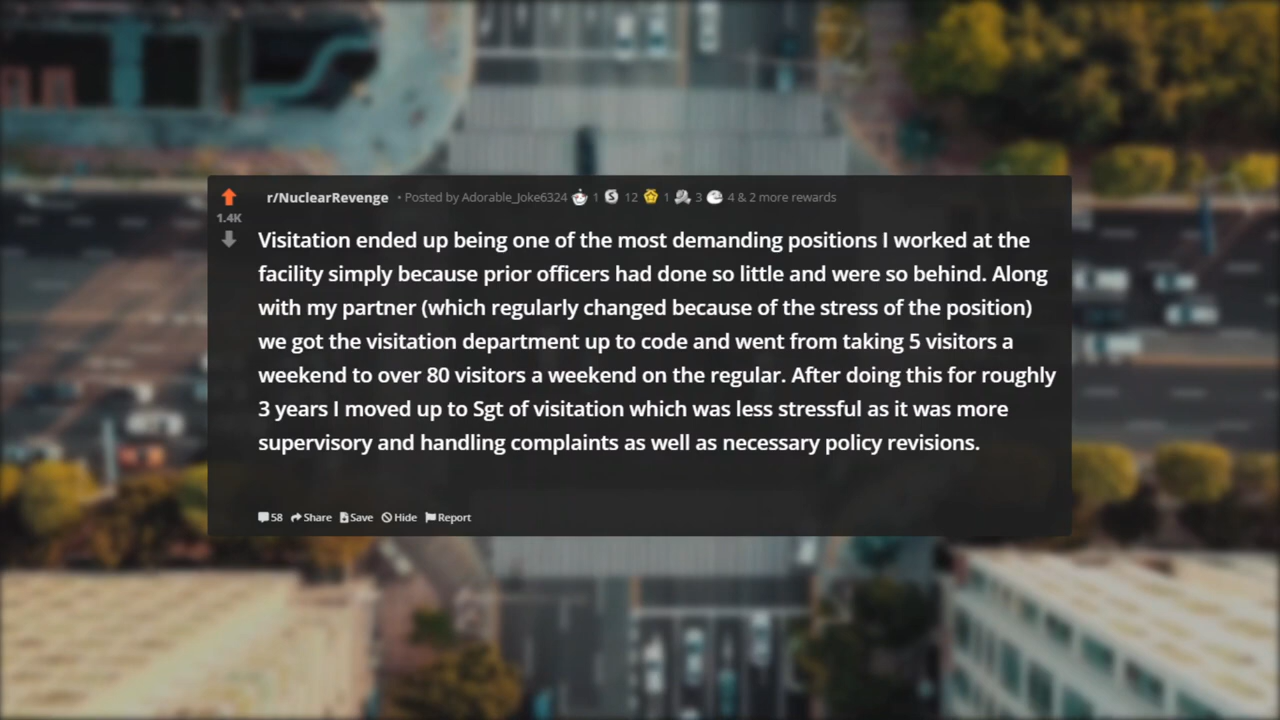 r/NuclearRevenge • Posted by Adorable_Joke6324 1 12 1 3 4 & 2 more rewards
1.4K
Visitation ended up being one of the most demanding positions I worked at the
facility simply because prior officers had done so little and were so behind. Along
with my partner (which regularly changed because of the stress of the position)
we got the visitation department up to code and went from taking 5 visitors a
weekend to over 80 visitors a weekend on the regular. After doing this for roughly
3 years I moved up to Sgt of visitation which was less stressful as it was more
supervisory and handling complaints as well as necessary policy revisions.
58 Share Save Hide Report